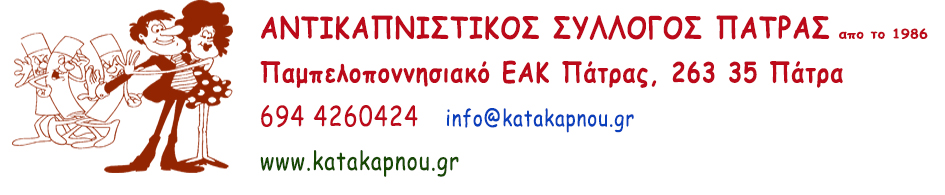 ΑΝΤΙΚΑΠΝΙΣΤΙΚΟΣ ΣΥΛΛΟΓΟΣ ΠΑΤΡΑΣ απο το 1986
Παμπελοποννησιακό ΕΑΚ Πάτρας, 263 35 Πάτρα
694 4260424 info@katakapnou.gr
www.katakapnou.gr